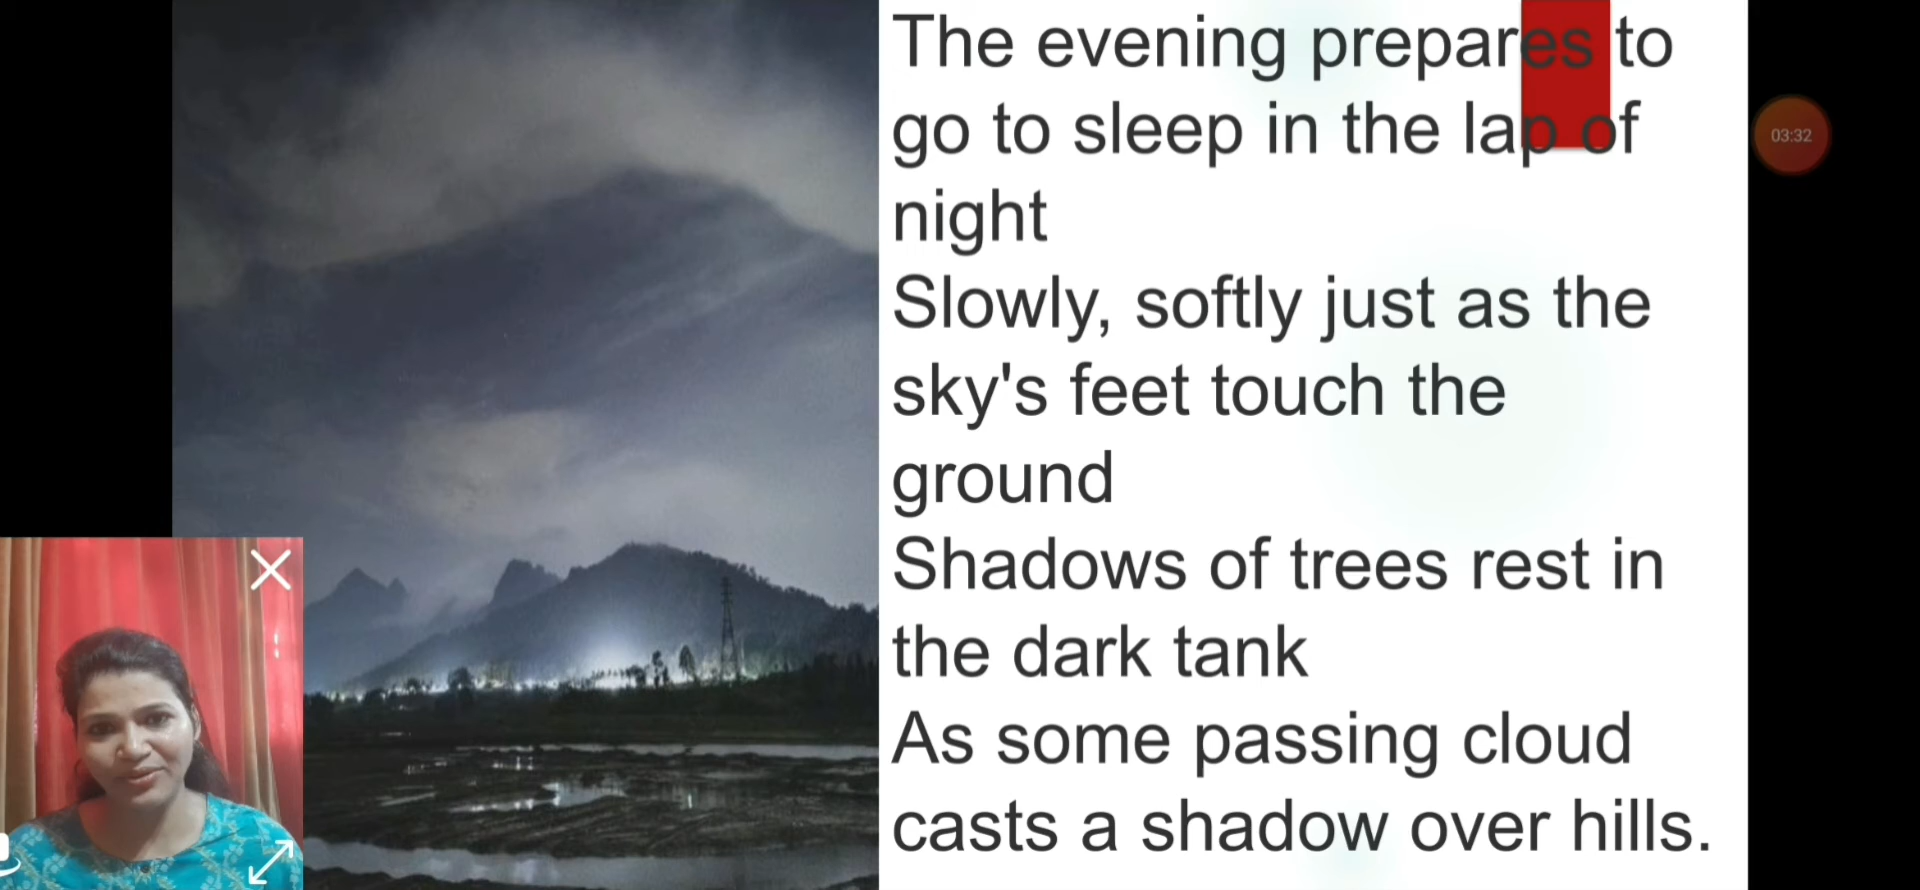 The evening prepares to
go to sleep in the lap of
night
Slowly, softly just as the
sky's feet touch the
ground
Shadows of trees rest in
the dark tank
As some passing cloud
casts a shadow over hills.
03:32